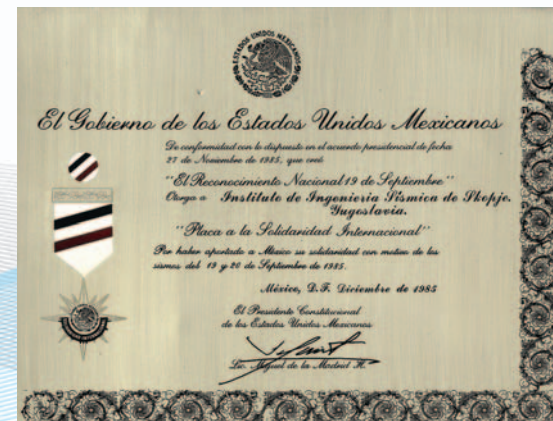 ESTADOS UNIDOS MEXICANOS
El Gobierno de los Estados Unidos Mexicanos
De conformidad con lo dispuesto en el acuerdo presidencial de fecha
27 de Noviembre de 1985, que creó
"El Reconocimiento Nacional 19 de Septiembre"
Otorga a Instituto de Ingeniería Sísmica de Skopje.
Yugoslavia.
"Placa a la Solidaridad Internacional"
Por haber aportado a México su solidaridad con motivo de los
sismos del 19 y 20 de Septiembre de 1985.
México, D.F. Diciembre de 1985
El Presidente Constitucional
de los Estados Unidos Mexicanos
Lic. Miguel de la Madrid H.